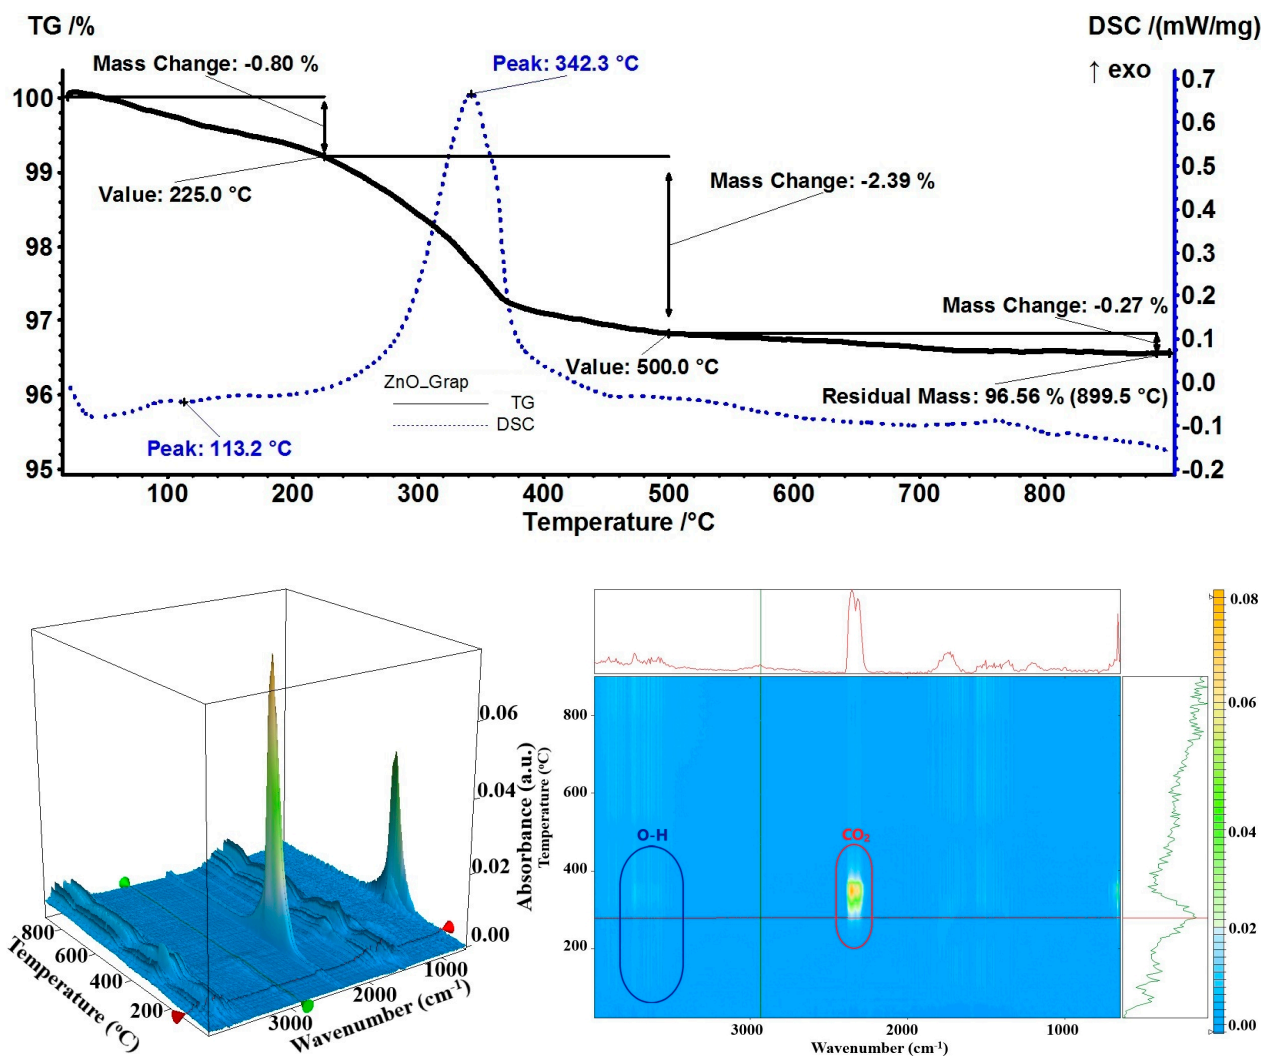 TG /%
DSC /(mW/mg)
↑ exo
Mass Change: -0.80 %
Peak: 342.3 °C
0.7
100
0.6
99
0.5
Mass Change: -2.39 %
Value: 225.0 °C
0.4
98
0.3
0.2
Mass Change: -0.27 %
97
0.1
Value: 500.0 °C
ZnO_Grap
0.0
96
Residual Mass: 96.56 % (899.5 °C)
TG
DSC
-0.1
Peak: 113.2 °C
95
-0.2
100 200 300 400 500 600 700 800
Temperature /°C
0.06
0.04
0.02
0.00
Absorbance (a.u.)
800
600
400
200
Temperature (°C)
3000
2000
1000
Wavenumber (cm⁻¹)
Temperature (°C)
800
600
400
200
O-H
CO₂
3000 2000 1000
Wavenumber (cm⁻¹)
0.08
0.06
0.04
0.02
0.00